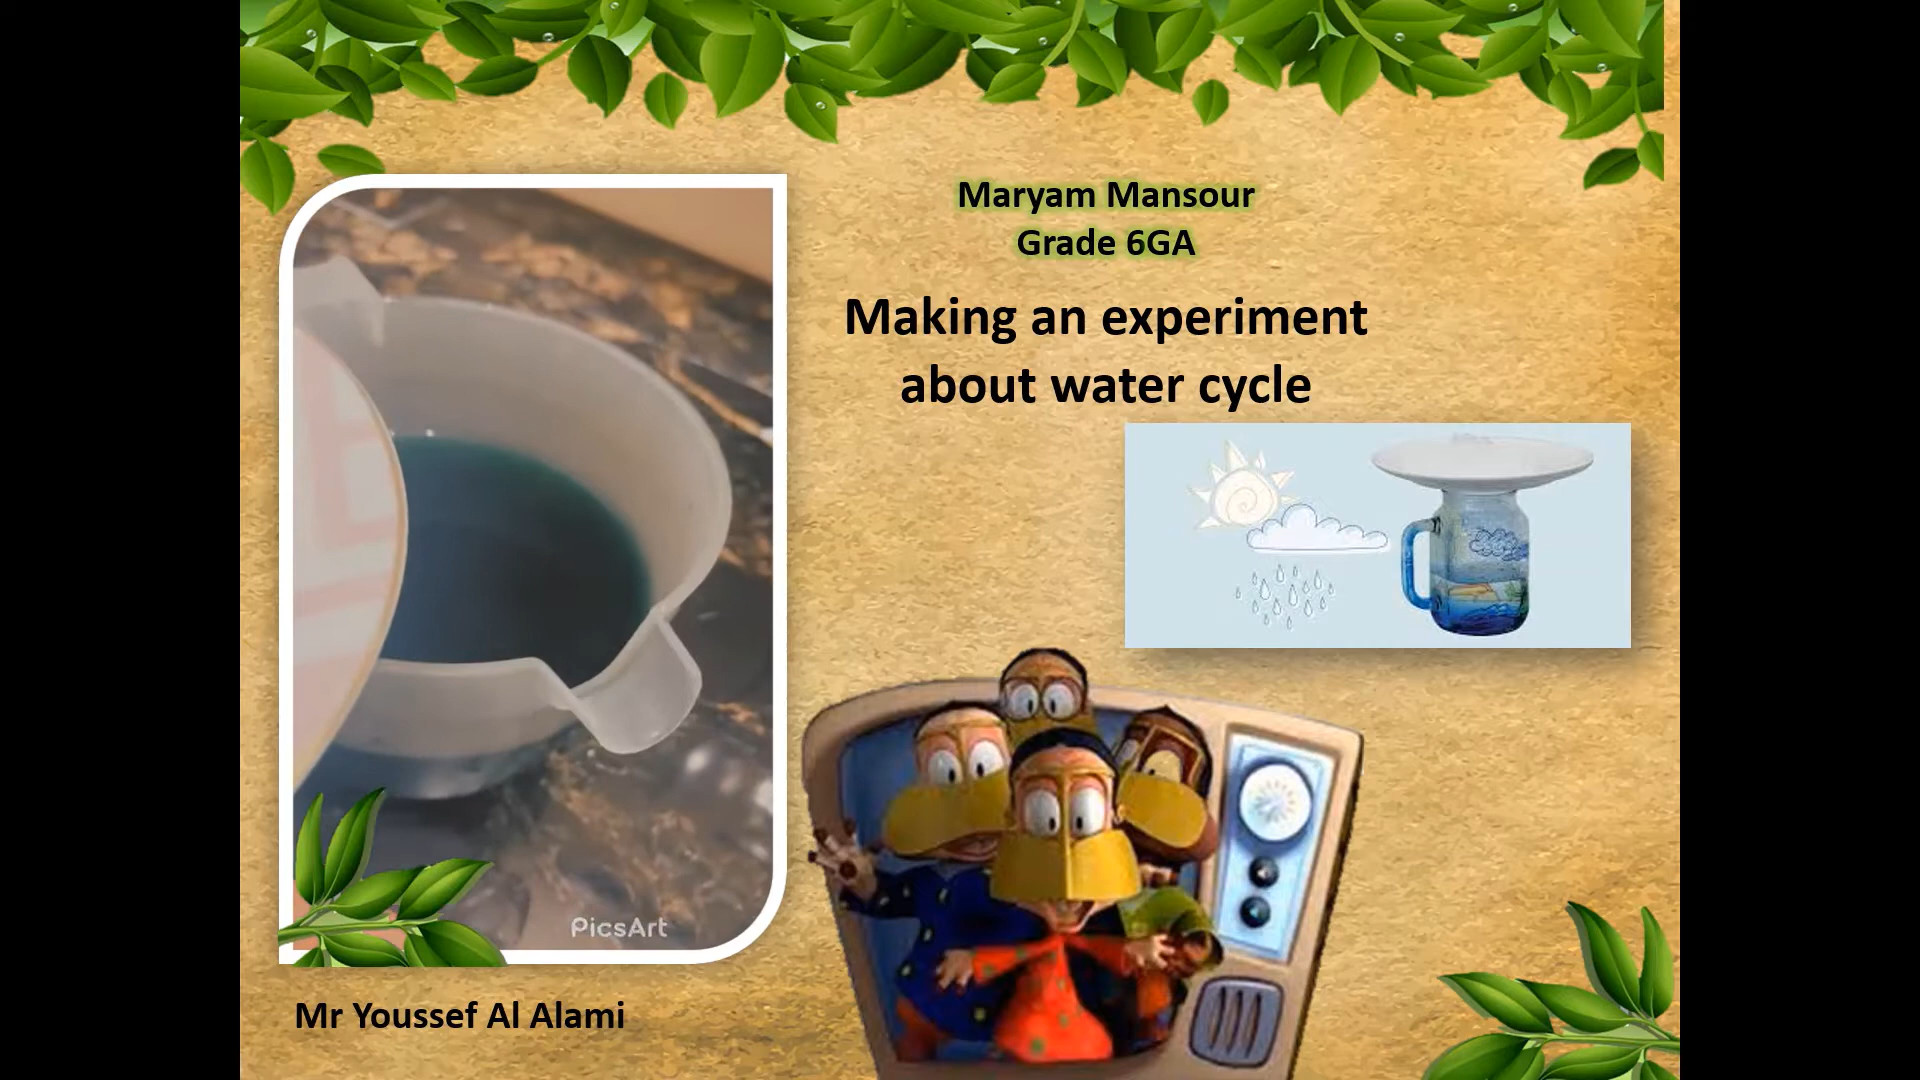 Maryam Mansour
Grade 6GA
Making an experiment
about water cycle
PicsArt
Mr Youssef Al Alami